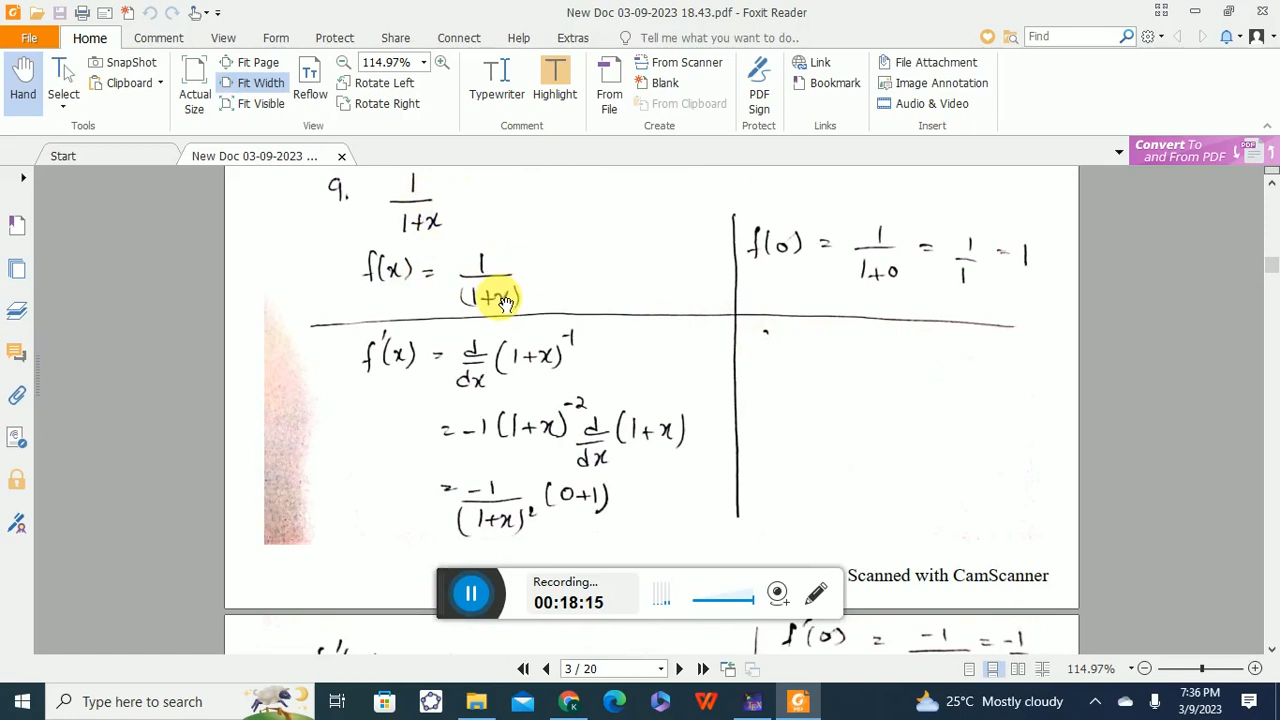 New Doc 03-09-2023 18.43.pdf - Foxit Reader
File Home Comment View Form Protect Share Connect Help Extras Tell me what you want to do... Find
Hand Select SnapShot Clipboard
Tools
Actual Size Fit Page Fit Width Fit Visible Reflow 114.97% Rotate Left Rotate Right
View
Typewriter Highlight
Comment
From File From Scanner Blank From Clipboard
Create
PDF Sign
Protect
Link Bookmark
Links
File Attachment Image Annotation Audio & Video
Insert
Start New Doc 03-09-2023 ... Convert To and From PDF
9. 1/(1+x)
f(x) = 1/(1+x)
f(0) = 1/(1+0) = 1/1 = 1
f'(x) = d/dx (1+x)^-1
= -1 (1+x)^-2 d/dx (1+x)
= -1/(1+x)² (0+1)
Scanned with CamScanner
Recording...
00:18:15
f'(0) = -1 = -1
3 / 20 114.97%
Type here to search 25°C Mostly cloudy 7:36 PM
3/9/2023